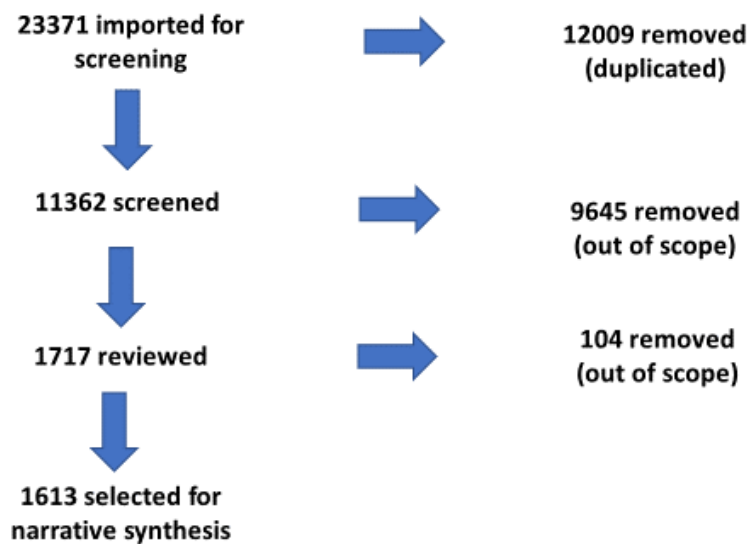 23371 imported for
screening
12009 removed
(duplicated)
11362 screened
9645 removed
(out of scope)
1717 reviewed
104 removed
(out of scope)
1613 selected for
narrative synthesis